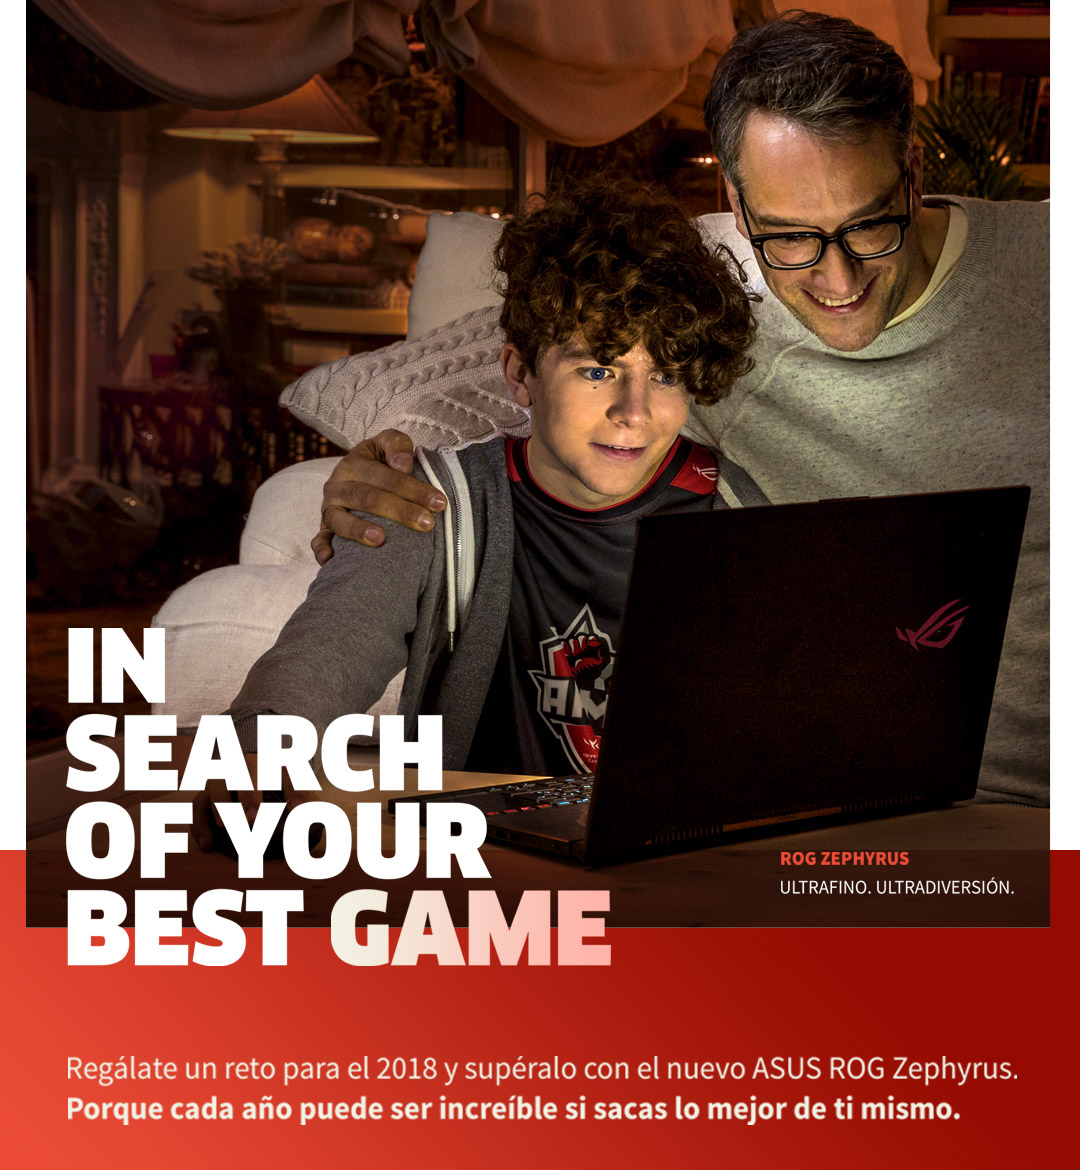 IN
SEARCH
OF YOUR
BEST GAME
ROG ZEPHYRUS
ULTRAFINO. ULTRADIVERSIÓN.
Regálate un reto para el 2018 y supéralo con el nuevo ASUS ROG Zephyrus.
Porque cada año puede ser increíble si sacas lo mejor de ti mismo.